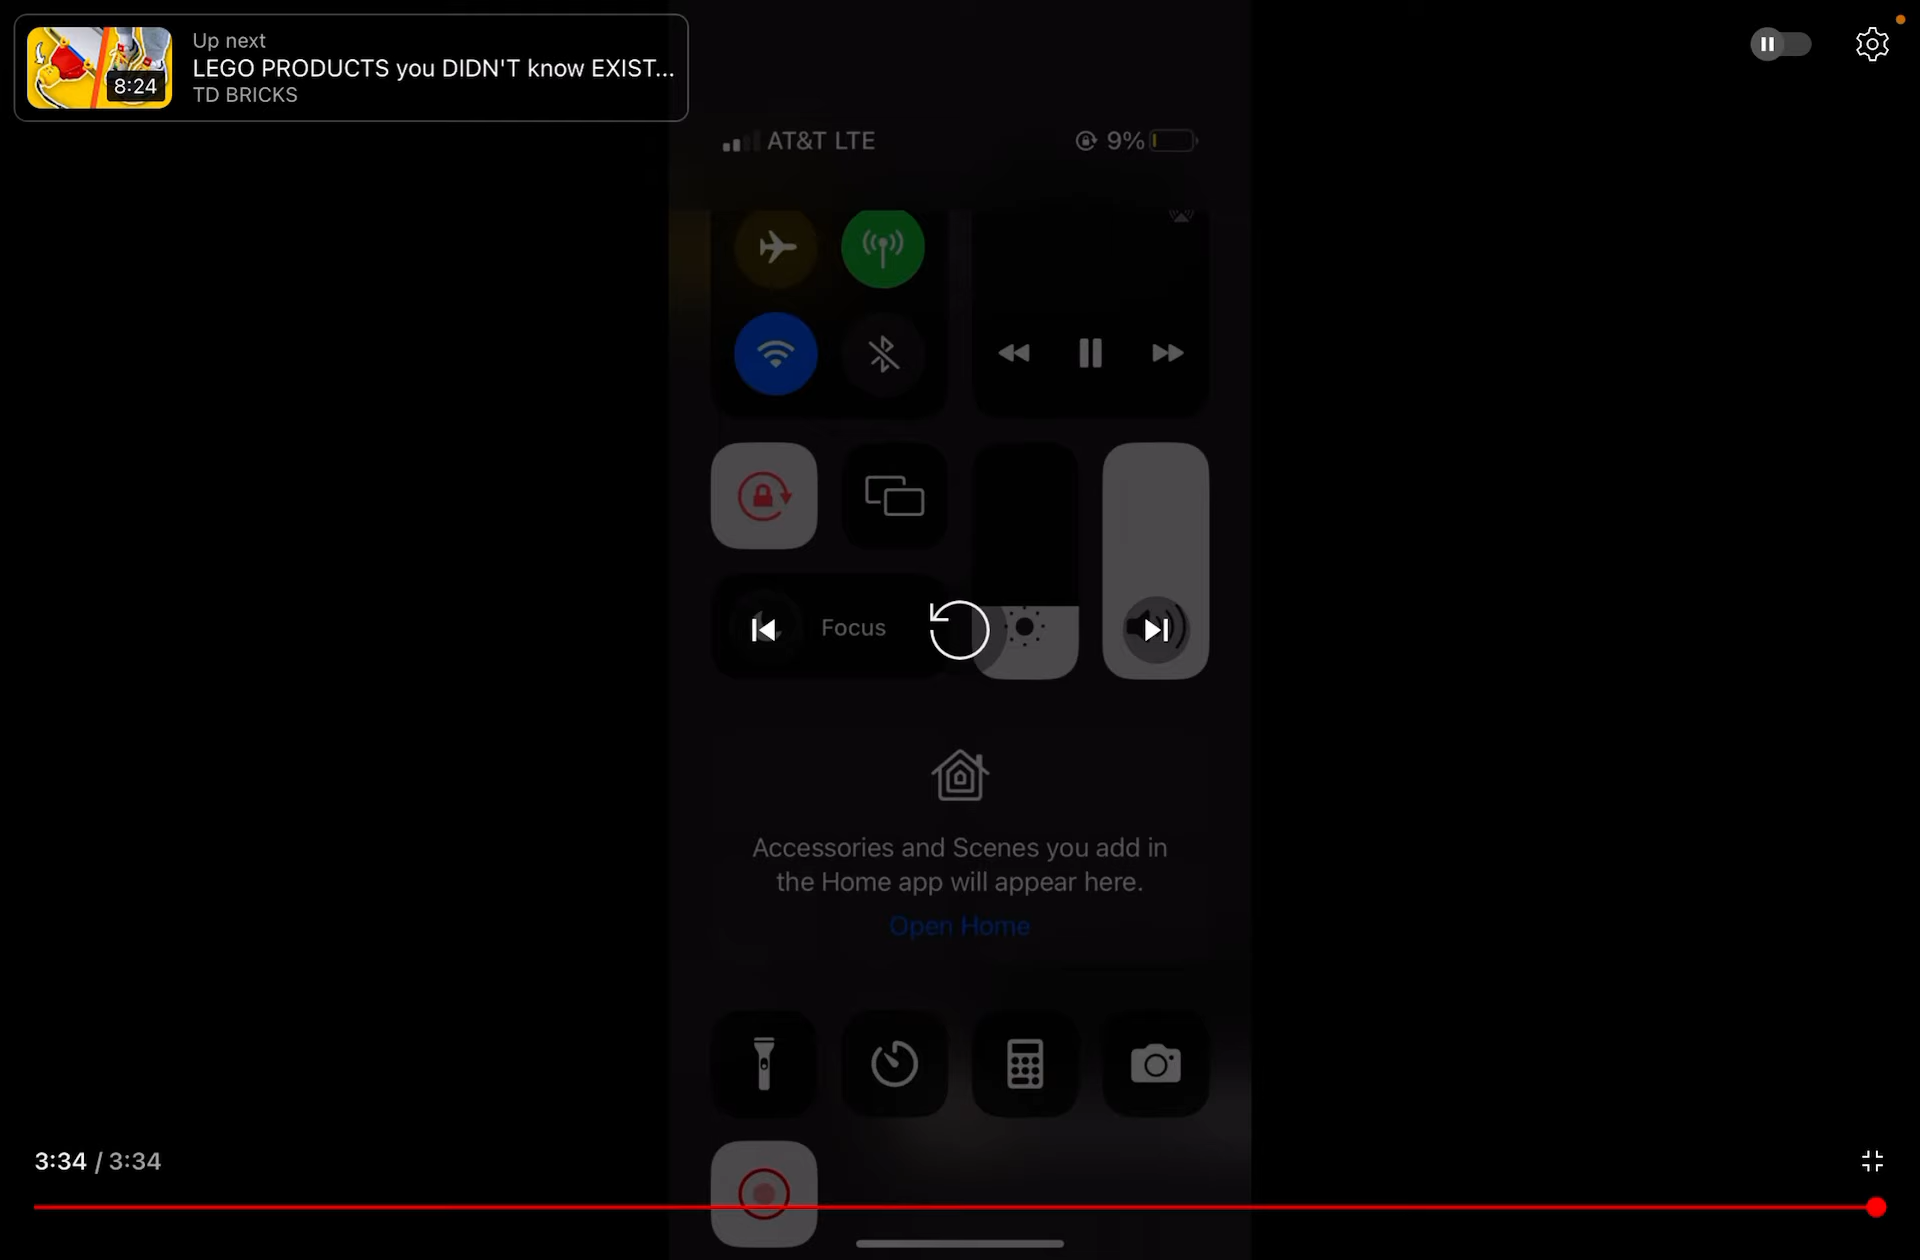 Up next
LEGO PRODUCTS you DIDN'T know EXIST...
8:24
TD BRICKS
AT&T LTE
9%
Focus
Accessories and Scenes you add in
the Home app will appear here.
Open Home
3:34 / 3:34